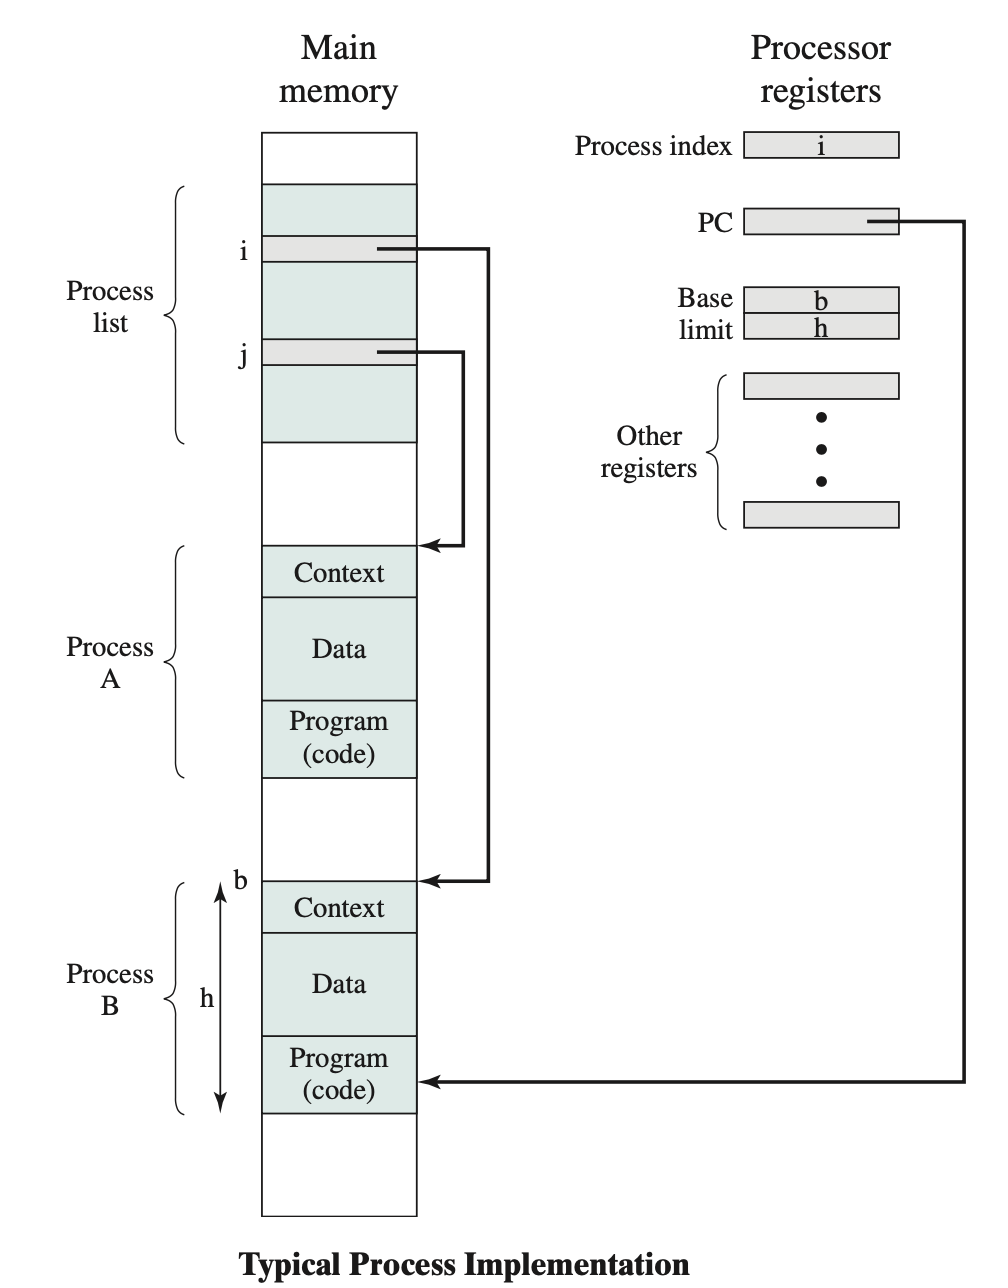 Main
memory
Processor
registers
Process index
i
PC
Base
limit
b
h
Other
registers
Process
list
i
j
Process
A
Context
Data
Program
(code)
b
Process
B
h
Context
Data
Program
(code)
Typical Process Implementation